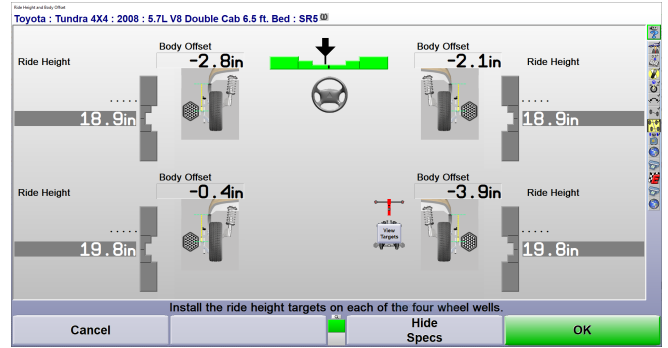 Ride Height and Body Offset
Toyota : Tundra 4X4 : 2008 : 5.7L V8 Double Cab 6.5 ft. Bed : SR5
Body Offset
-2.8in
Body Offset
-2.1in
Ride Height
Ride Height
.....
.....
18.9in
18.9in
Body Offset
-0.4in
Body Offset
-3.9in
Ride Height
Ride Height
.....
.....
View
Targets
19.8in
19.8in
Install the ride height targets on each of the four wheel wells.
Cancel
Hide
Specs
OK